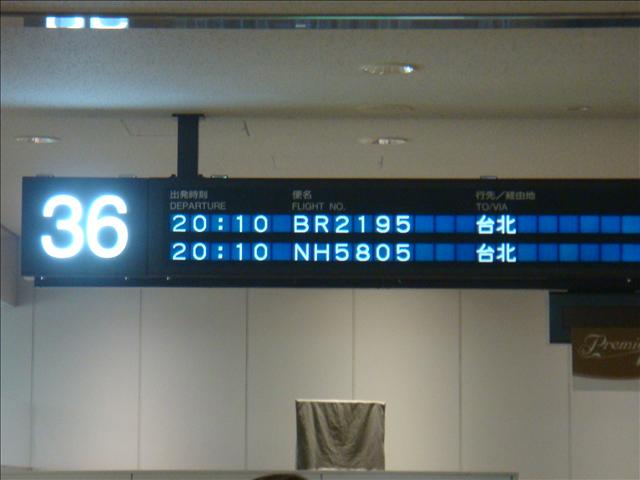 36
出発時刻 便名 行先／経由地
DEPARTURE FLIGHT NO. TO/VIA
20:10 BR2195 台北
20:10 NH5805 台北